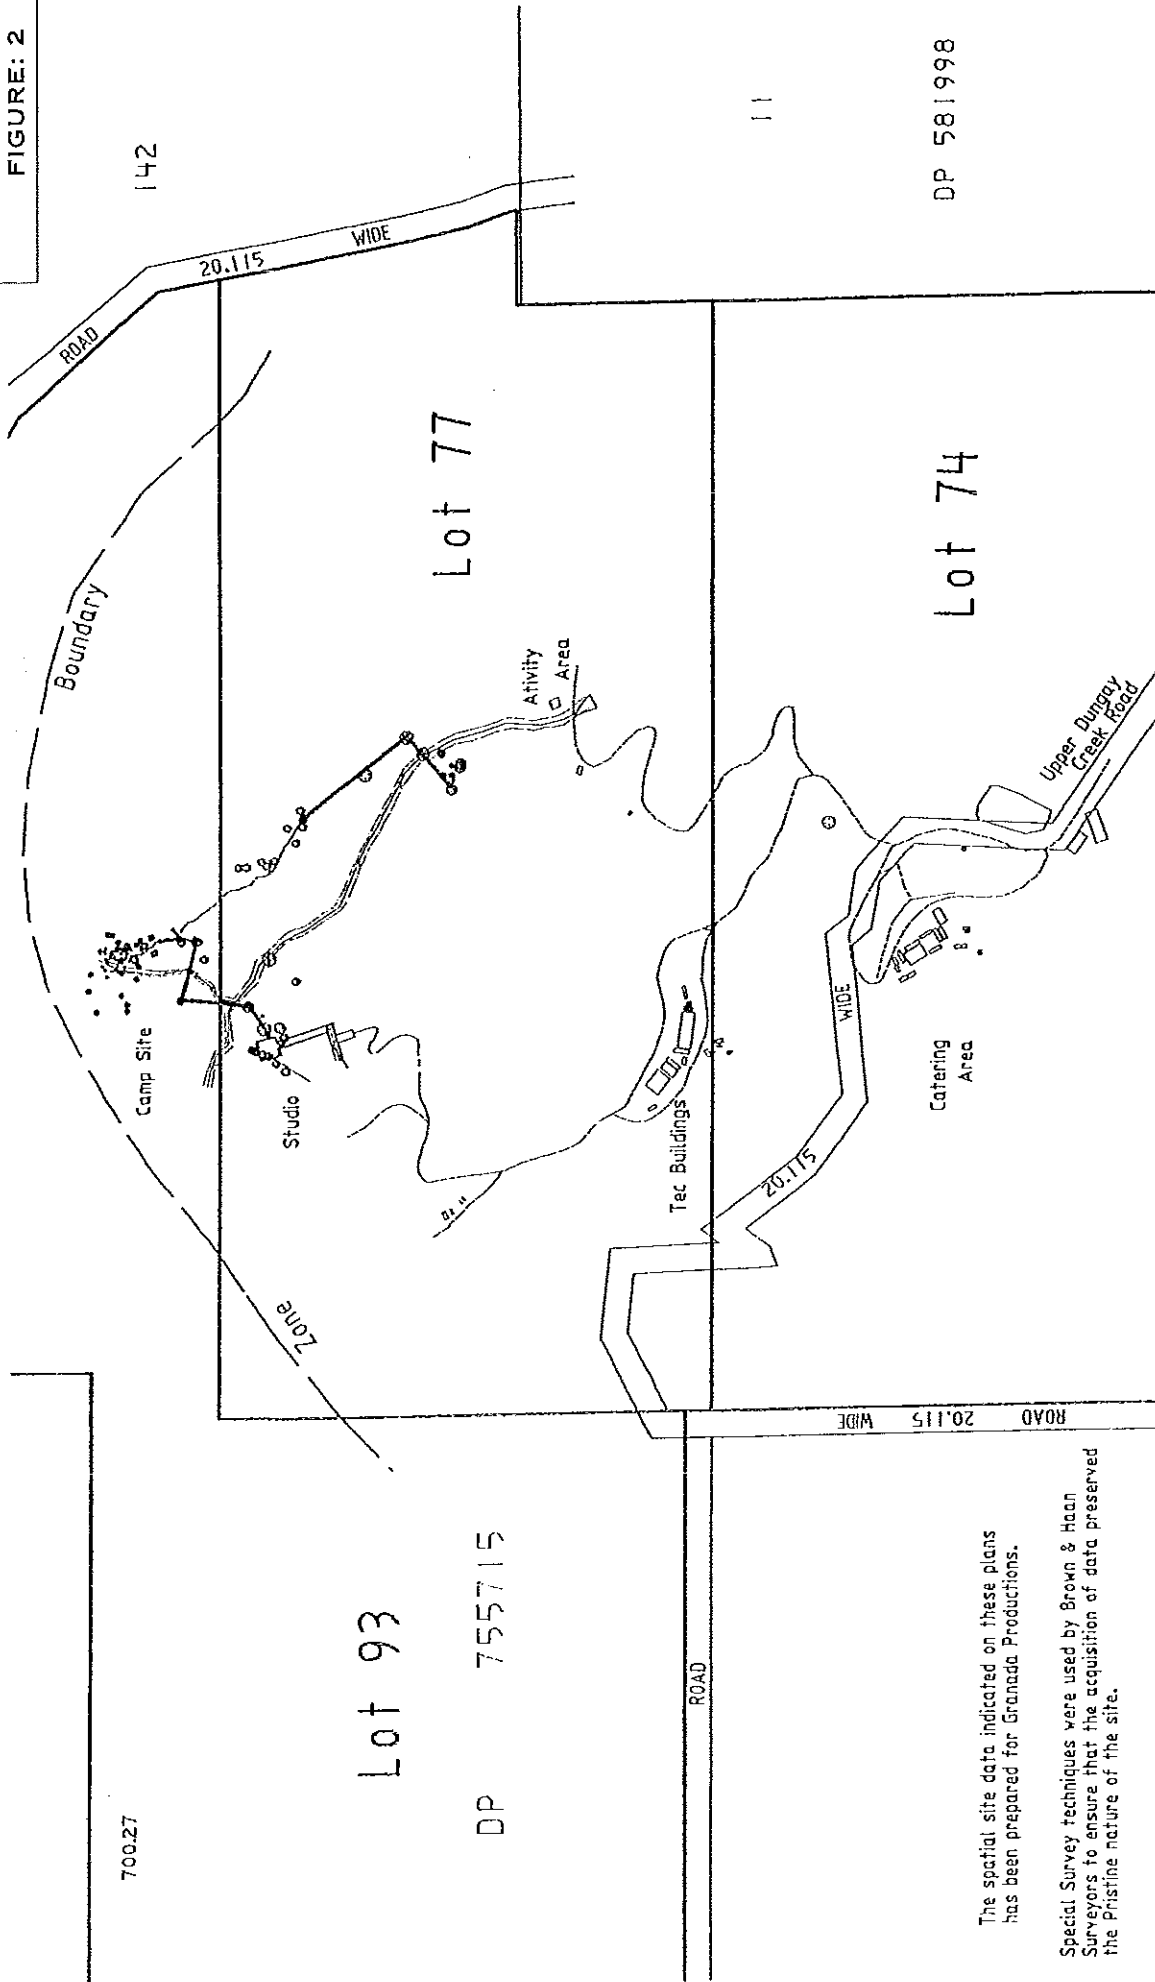 FIGURE: 2
700.27
Lot 93
DP 755715
ROAD
The spatial site data indicated on these plans
has been prepared for Granada Productions.
Special Survey techniques were used by Brown & Haan
Surveyors to ensure that the acquisition of data preserved
the Pristine nature of the site.
Zone
Boundary
Camp Site
Studio
Tec Buildings
Ativity
Area
Lot 77
ROAD
20.115
WIDE
142
11
DP 581998
Lot 74
Upper Dungay
Creek Road
Catering
Area
WIDE
20.115
ROAD 20.115 WIDE